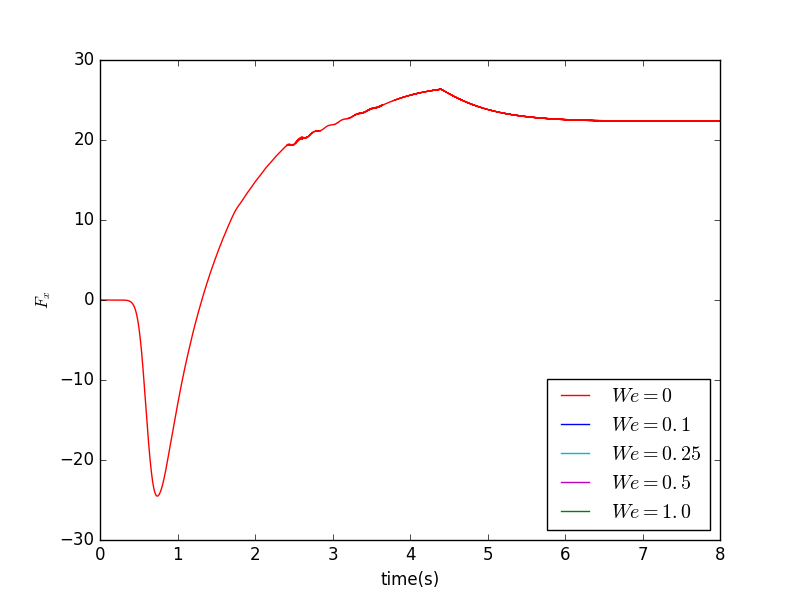 30
20
10
0
−10
−20
−30
F_x
0 1 2 3 4 5 6 7 8
time(s)
We = 0
We = 0.1
We = 0.25
We = 0.5
We = 1.0